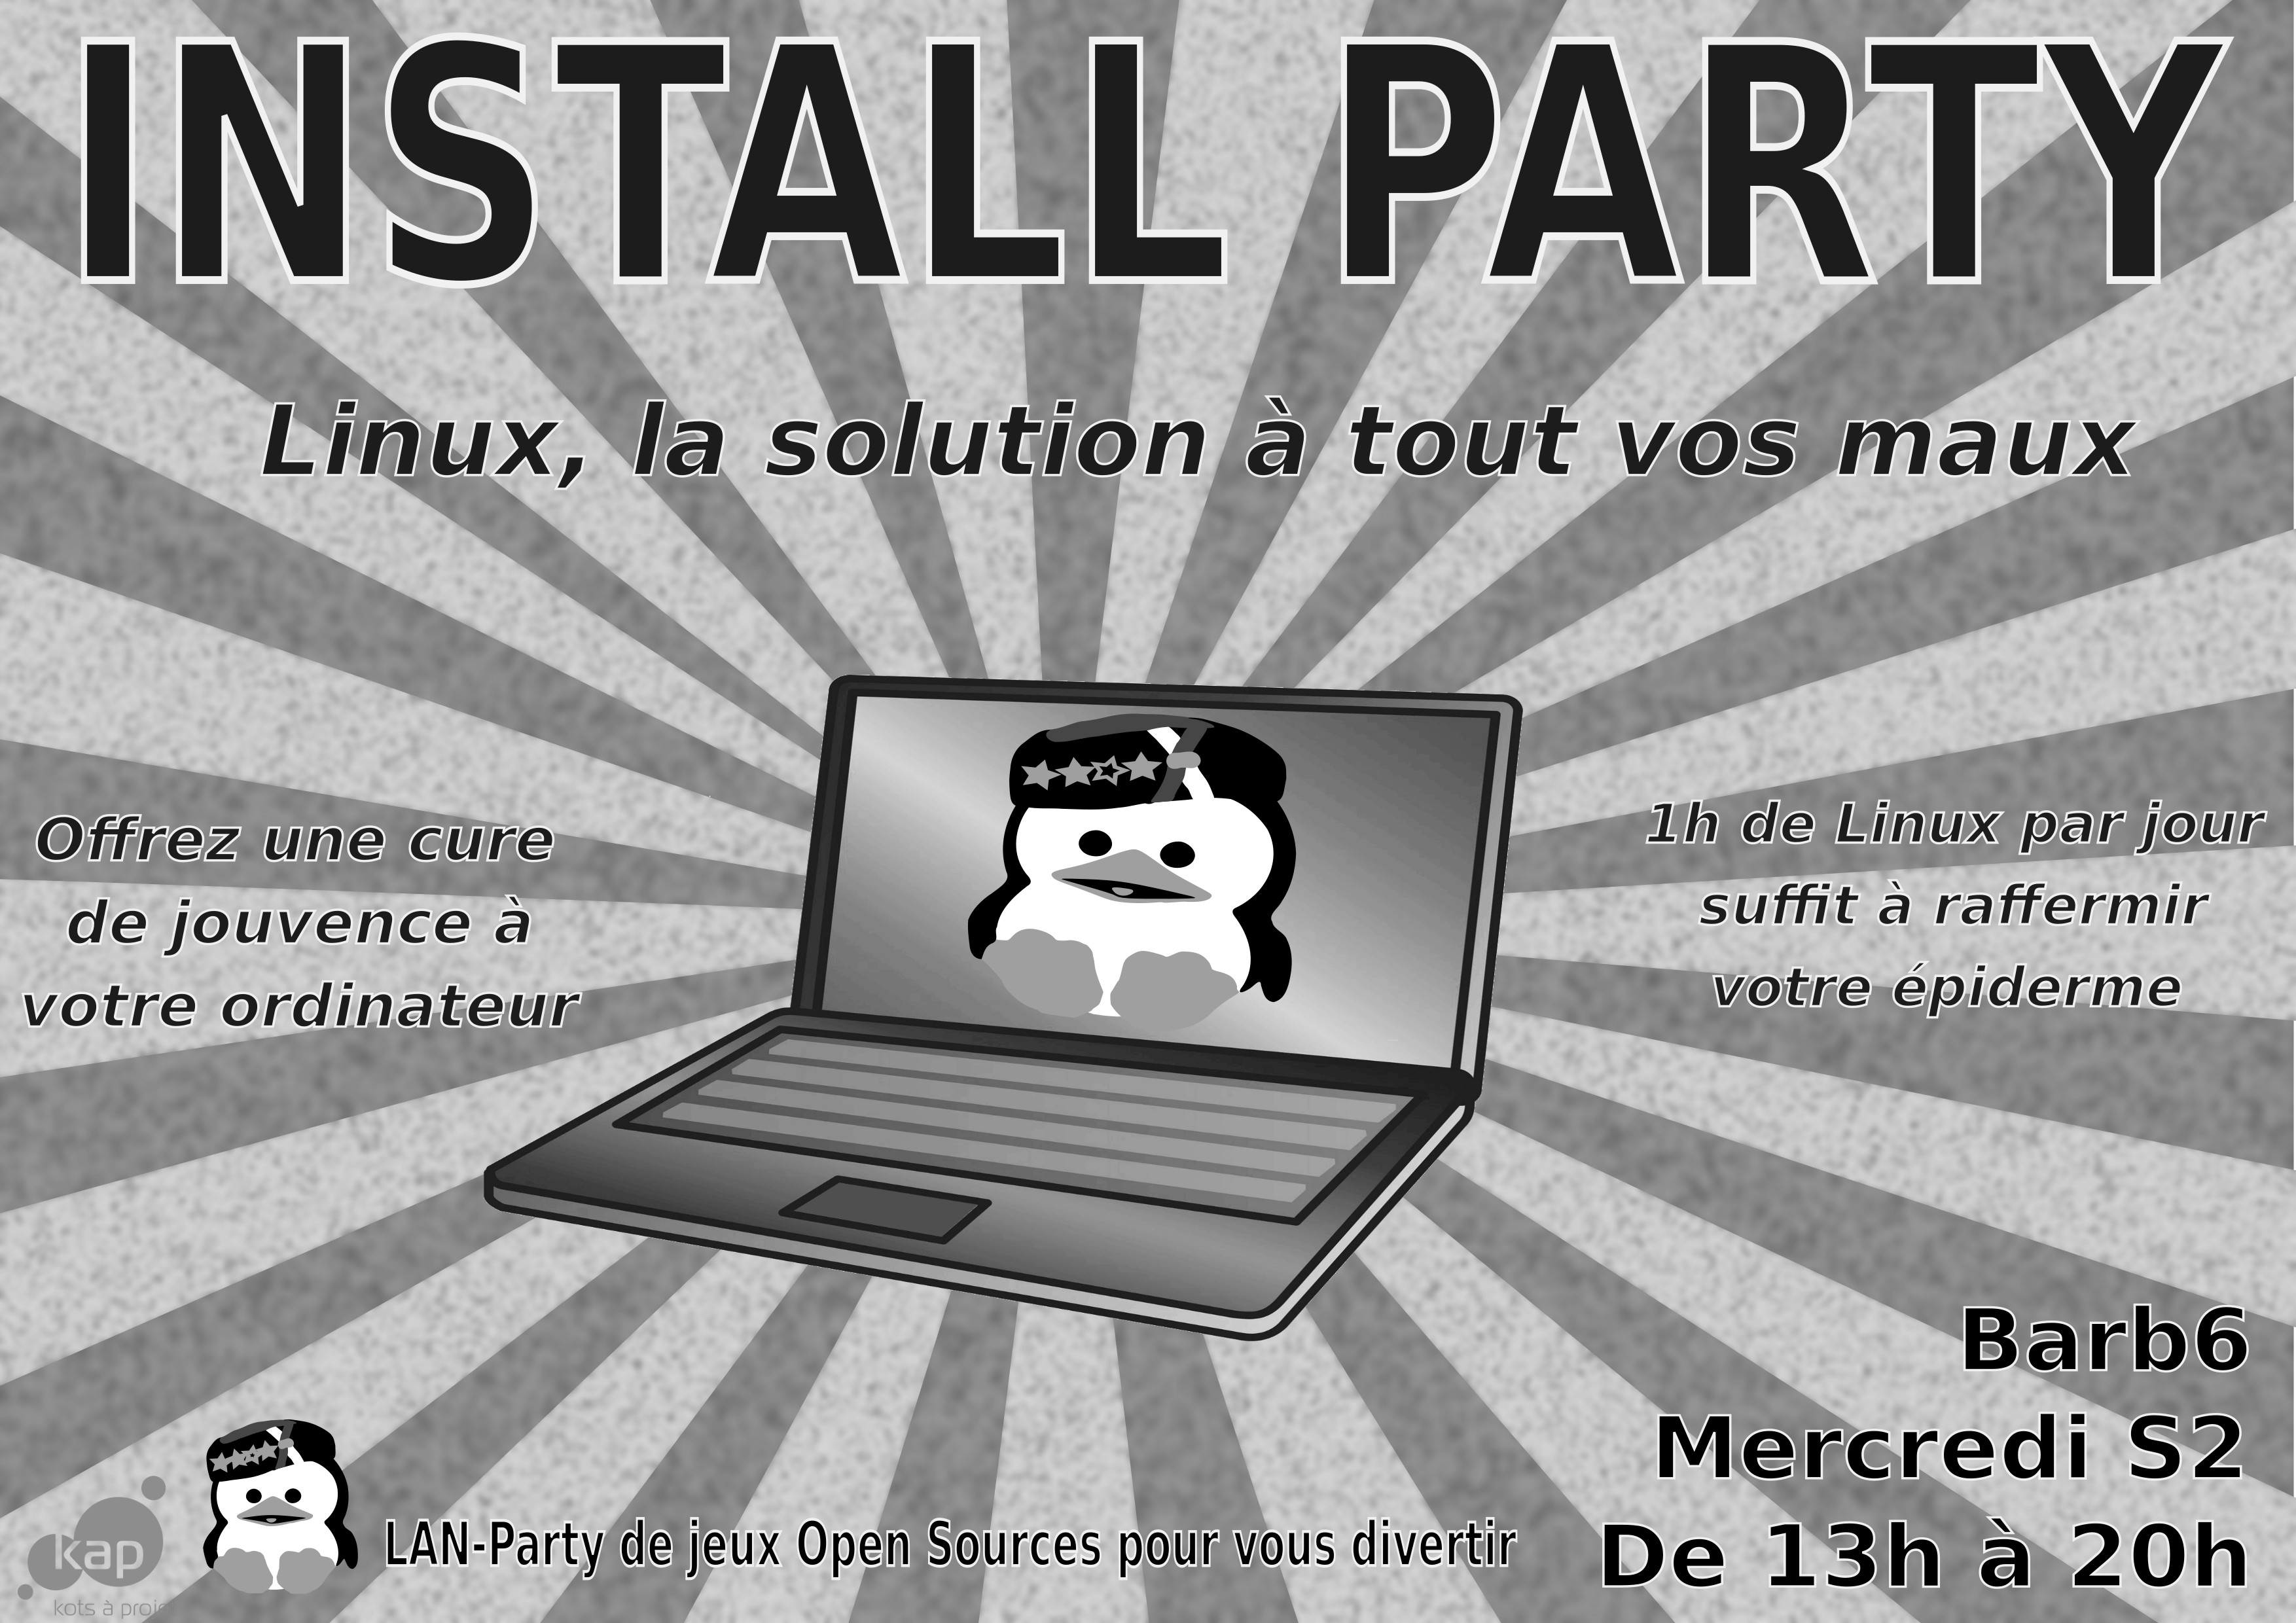 INSTALL PARTY
Linux, la solution à tout vos maux
Offrez une cure
de jouvence à
votre ordinateur
1h de Linux par jour
suffit à raffermir
votre épiderme
Barb6
Mercredi S2
De 13h à 20h
LAN-Party de jeux Open Sources pour vous divertir
kap
kots à proje